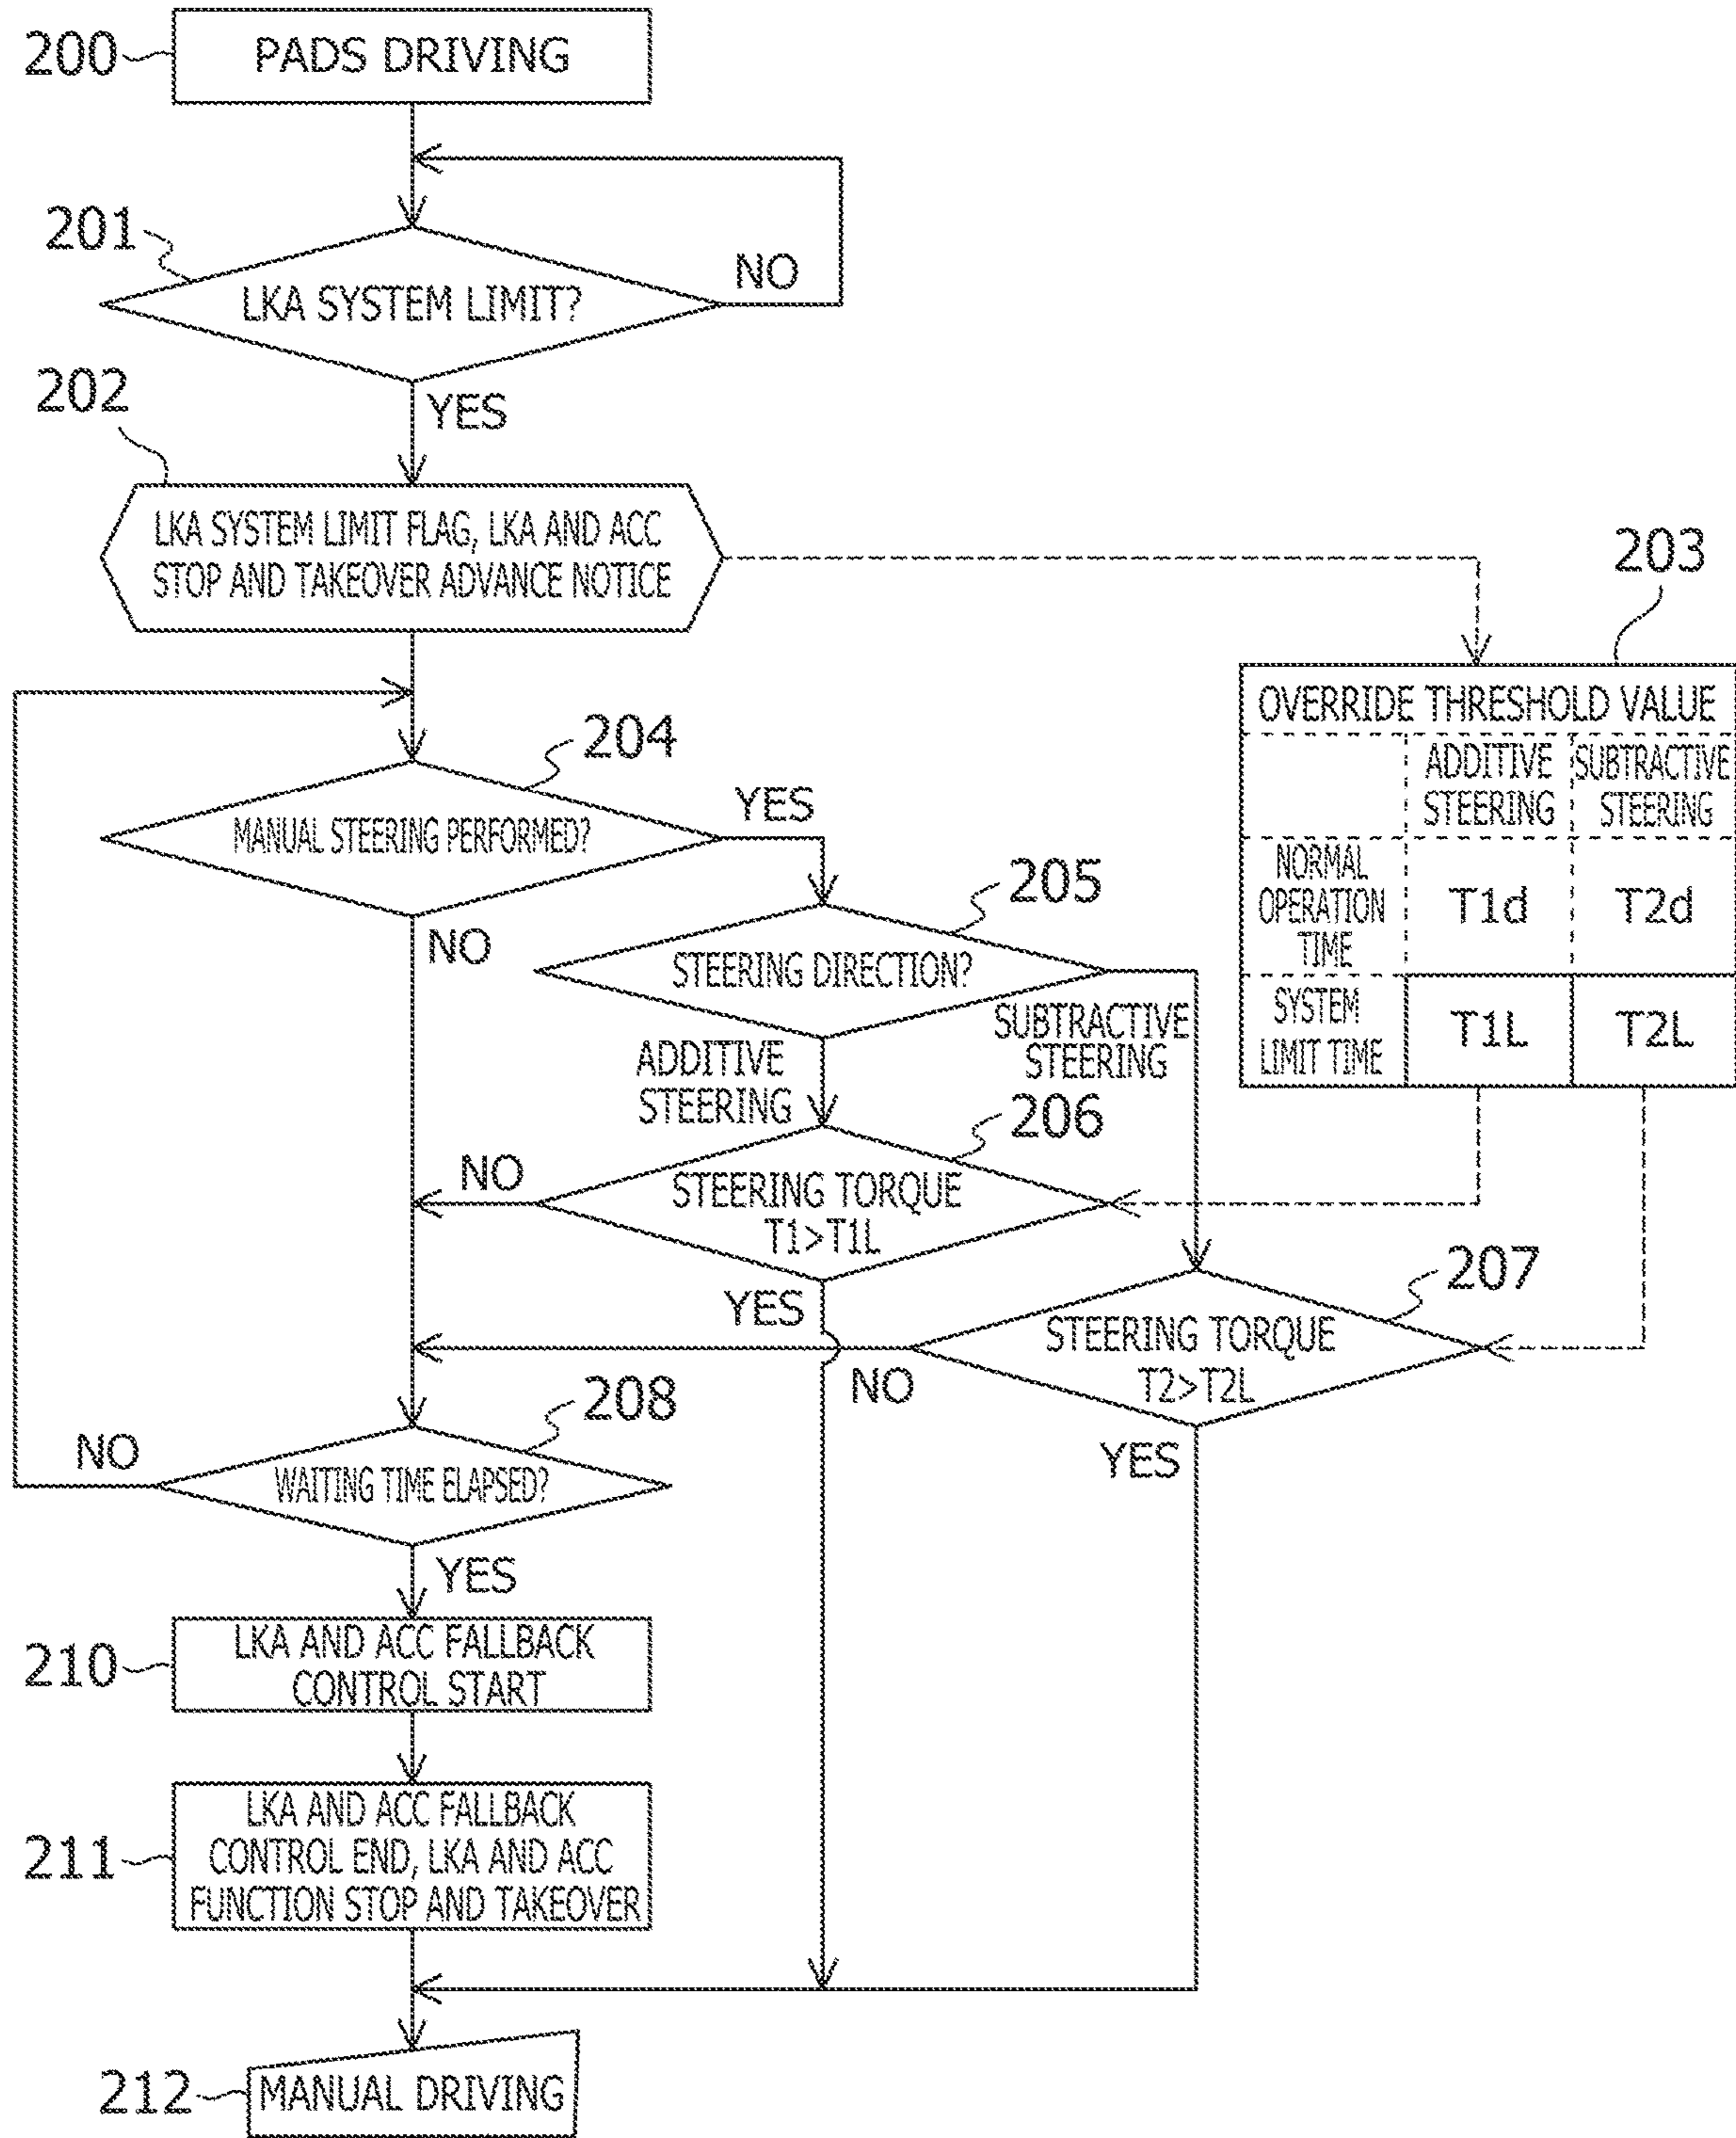 200
PADS DRIVING
201
LKA SYSTEM LIMIT?
NO
YES
202
LKA SYSTEM LIMIT FLAG, LKA AND ACC
STOP AND TAKEOVER ADVANCE NOTICE
203
OVERRIDE THRESHOLD VALUE
ADDITIVE
STEERING
SUBTRACTIVE
STEERING
NORMAL
OPERATION
TIME
T1d
T2d
SYSTEM
LIMIT TIME
T1L
T2L
204
MANUAL STEERING PERFORMED?
YES
NO
205
STEERING DIRECTION?
ADDITIVE
STEERING
SUBTRACTIVE
STEERING
206
STEERING TORQUE
T1>T1L
NO
YES
207
STEERING TORQUE
T2>T2L
NO
YES
208
WAITING TIME ELAPSED?
NO
YES
210
LKA AND ACC FALLBACK
CONTROL START
211
LKA AND ACC FALLBACK
CONTROL END, LKA AND ACC
FUNCTION STOP AND TAKEOVER
212
MANUAL DRIVING